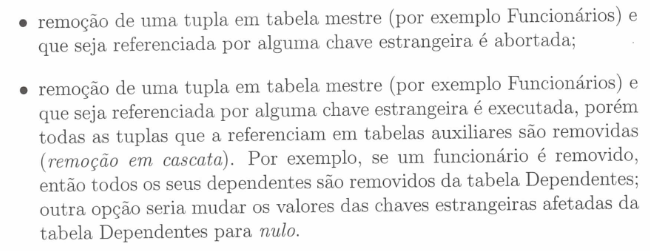 • remoção de uma tupla em tabela mestre (por exemplo Funcionários) e
que seja referenciada por alguma chave estrangeira é abortada;
• remoção de uma tupla em tabela mestre (por exemplo Funcionários) e
que seja referenciada por alguma chave estrangeira é executada, porém
todas as tuplas que a referenciam em tabelas auxiliares são removidas
(remoção em cascata). Por exemplo, se um funcionário é removido,
então todos os seus dependentes são removidos da tabela Dependentes;
outra opção seria mudar os valores das chaves estrangeiras afetadas da
tabela Dependentes para nulo.